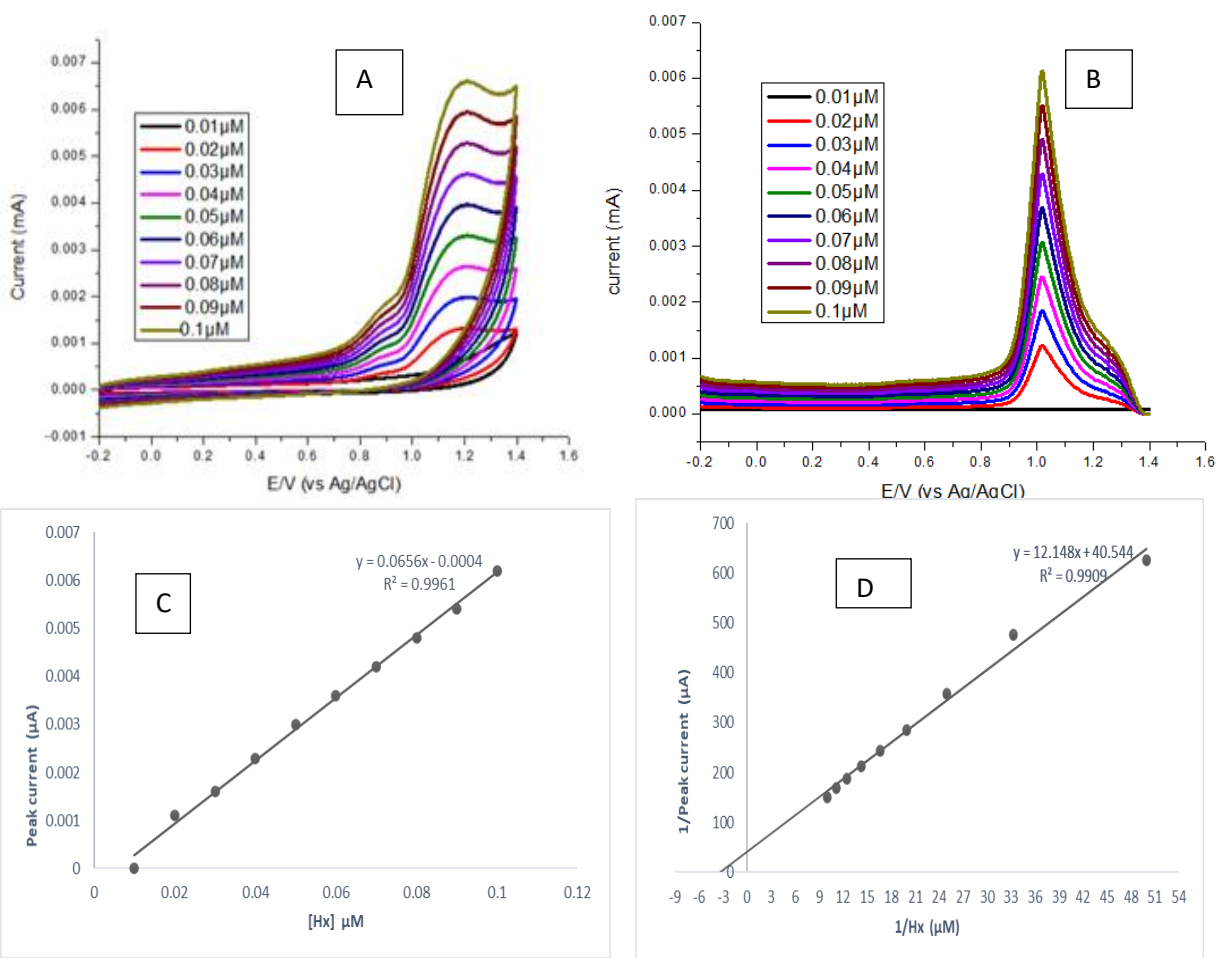 A
0.007
0.006
0.005
0.004
0.003
0.002
0.001
0.000
-0.001
Current (mA)
0.01µM
0.02µM
0.03µM
0.04µM
0.05µM
0.06µM
0.07µM
0.08µM
0.09µM
0.1µM
-0.2 0.0 0.2 0.4 0.6 0.8 1.0 1.2 1.4 1.6
E/V (vs Ag/AgCl)
B
0.007
0.006
0.005
0.004
0.003
0.002
0.001
0.000
current (mA)
0.01µM
0.02µM
0.03µM
0.04µM
0.05µM
0.06µM
0.07µM
0.08µM
0.09µM
0.1µM
-0.2 0.0 0.2 0.4 0.6 0.8 1.0 1.2 1.4 1.6
E/V (vs Ag/AgCl)
C
0.007
0.006
0.005
0.004
0.003
0.002
0.001
0
Peak current (µA)
y = 0.0656x - 0.0004
R² = 0.9961
0 0.02 0.04 0.06 0.08 0.1 0.12
[Hx] µM
D
700
600
500
400
300
200
100
0
1/Peak current (µA)
y = 12.148x + 40.544
R² = 0.9909
-9 -6 -3 0 3 6 9 12 15 18 21 24 27 30 33 36 39 42 45 48 51 54
1/Hx (µM)